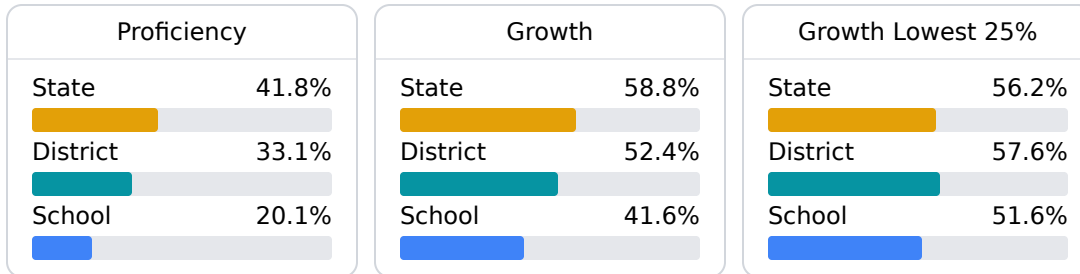 Proficiency
State 41.8%
District 33.1%
School 20.1%
Growth
State 58.8%
District 52.4%
School 41.6%
Growth Lowest 25%
State 56.2%
District 57.6%
School 51.6%